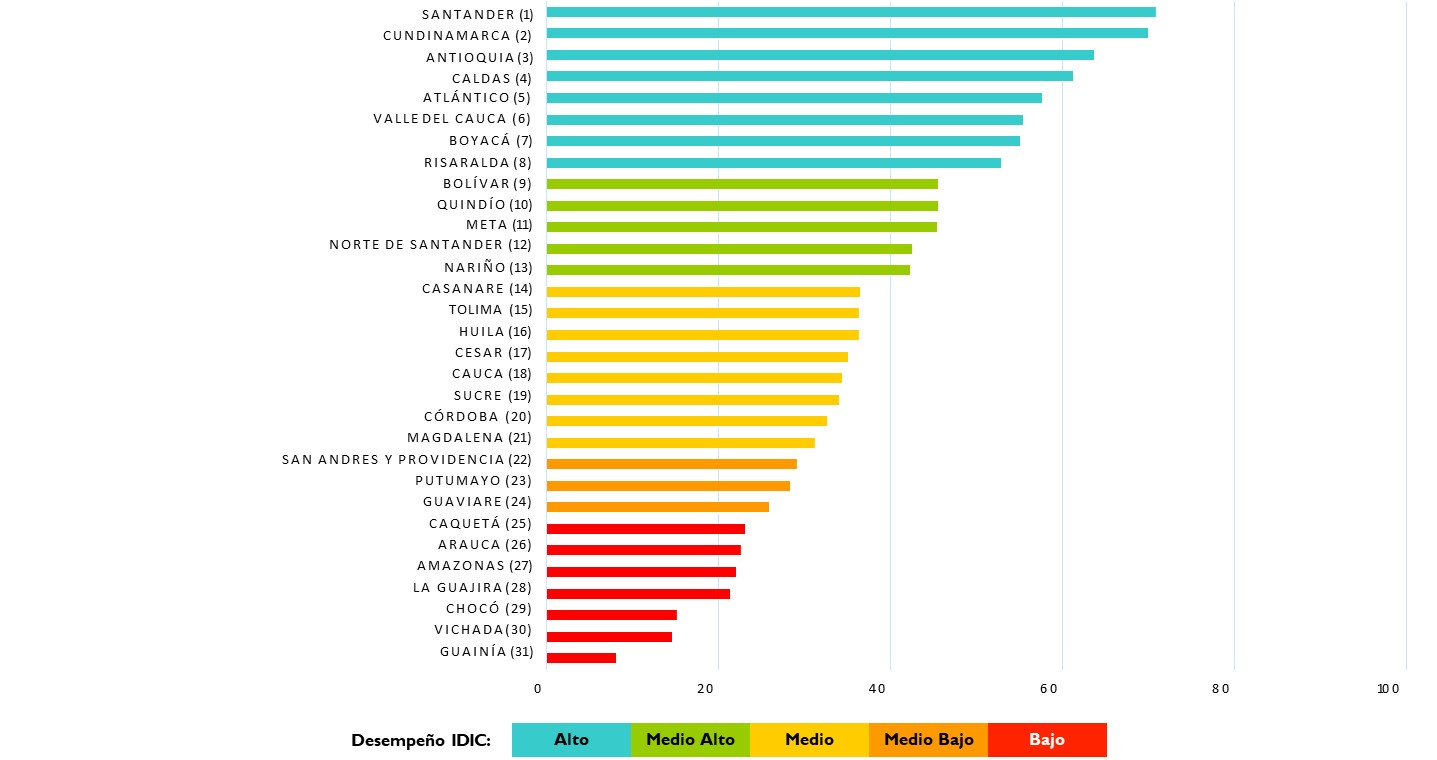 SANTANDER (1)
CUNDINAMARCA (2)
ANTIOQUIA (3)
CALDAS (4)
ATLÁNTICO (5)
VALLE DEL CAUCA (6)
BOYACÁ (7)
RISARALDA (8)
BOLÍVAR (9)
QUINDÍO (10)
META (11)
NORTE DE SANTANDER (12)
NARIÑO (13)
CASANARE (14)
TOLIMA (15)
HUILA (16)
CESAR (17)
CAUCA (18)
SUCRE (19)
CÓRDOBA (20)
MAGDALENA (21)
SAN ANDRES Y PROVIDENCIA (22)
PUTUMAYO (23)
GUAVIARE (24)
CAQUETÁ (25)
ARAUCA (26)
AMAZONAS (27)
LA GUAJIRA (28)
CHOCÓ (29)
VICHADA (30)
GUAINÍA (31)
0 20 40 60 80 100
Desempeño IDIC: Alto Medio Alto Medio Medio Bajo Bajo